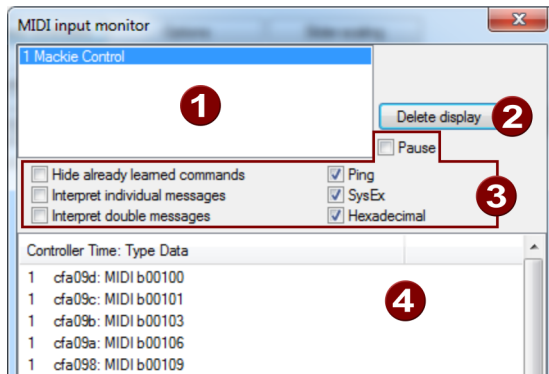 MIDI input monitor
x
1 Mackie Control
1
Delete display
2
Pause
Hide already learned commands
Ping
Interpret individual messages
SysEx
3
Interpret double messages
Hexadecimal
Controller Time: Type Data
1 cfa09d: MIDI b00100
1 cfa09c: MIDI b00101
4
1 cfa09b: MIDI b00103
1 cfa09a: MIDI b00106
1 cfa098: MIDI b00109